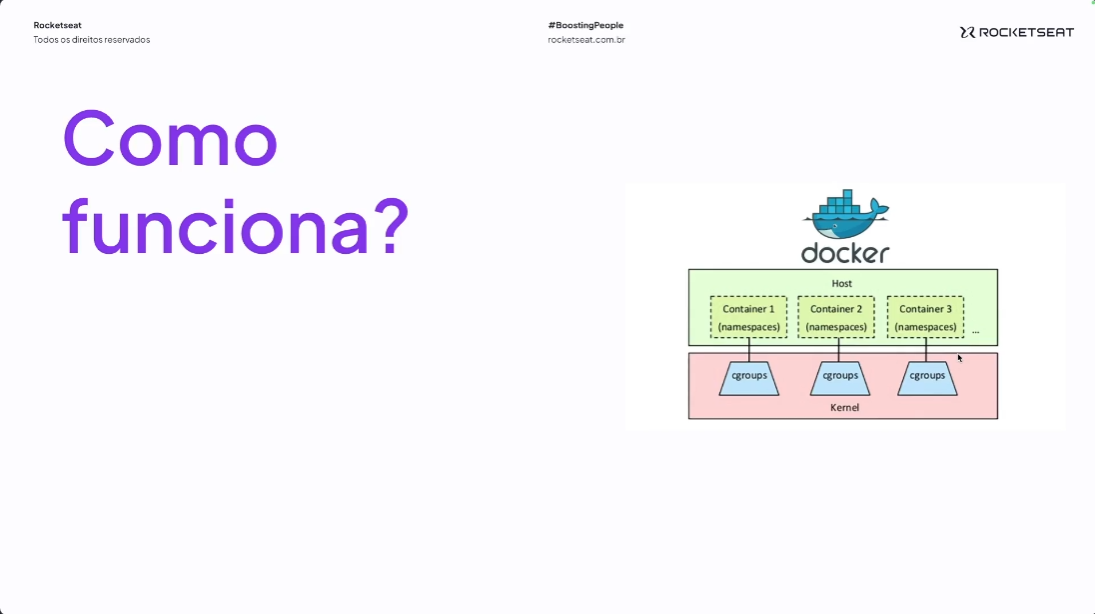 Rocketseat
Todos os direitos reservados
#BoostingPeople
rocketseat.com.br
ROCKETSEAT
Como
funciona?
docker
Host
Container 1
(namespaces)
Container 2
(namespaces)
Container 3
(namespaces)
...
cgroups
cgroups
cgroups
Kernel